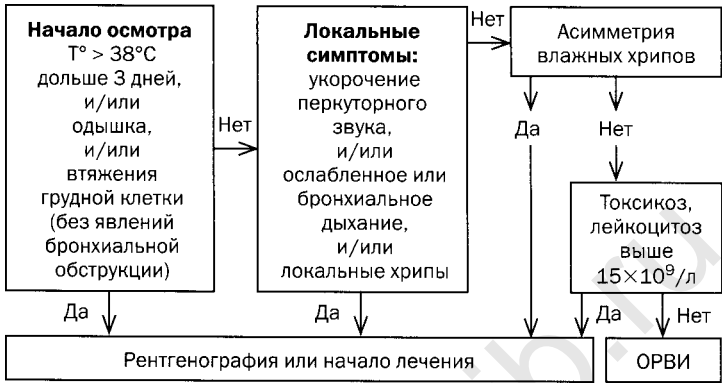 Начало осмотра
T° > 38°C
дольше 3 дней,
и/или
одышка,
и/или
втяжения
грудной клетки
(без явлений
бронхиальной
обструкции)
Нет
Локальные
симптомы:
укорочение
перкуторного
звука,
и/или
ослабленное или
бронхиальное
дыхание,
и/или
локальные хрипы
Нет
Асимметрия
влажных хрипов
Да
Нет
Токсикоз,
лейкоцитоз
выше
15×10⁹/л
Да
Да
Да
Нет
Рентгенография или начало лечения
ОРВИ